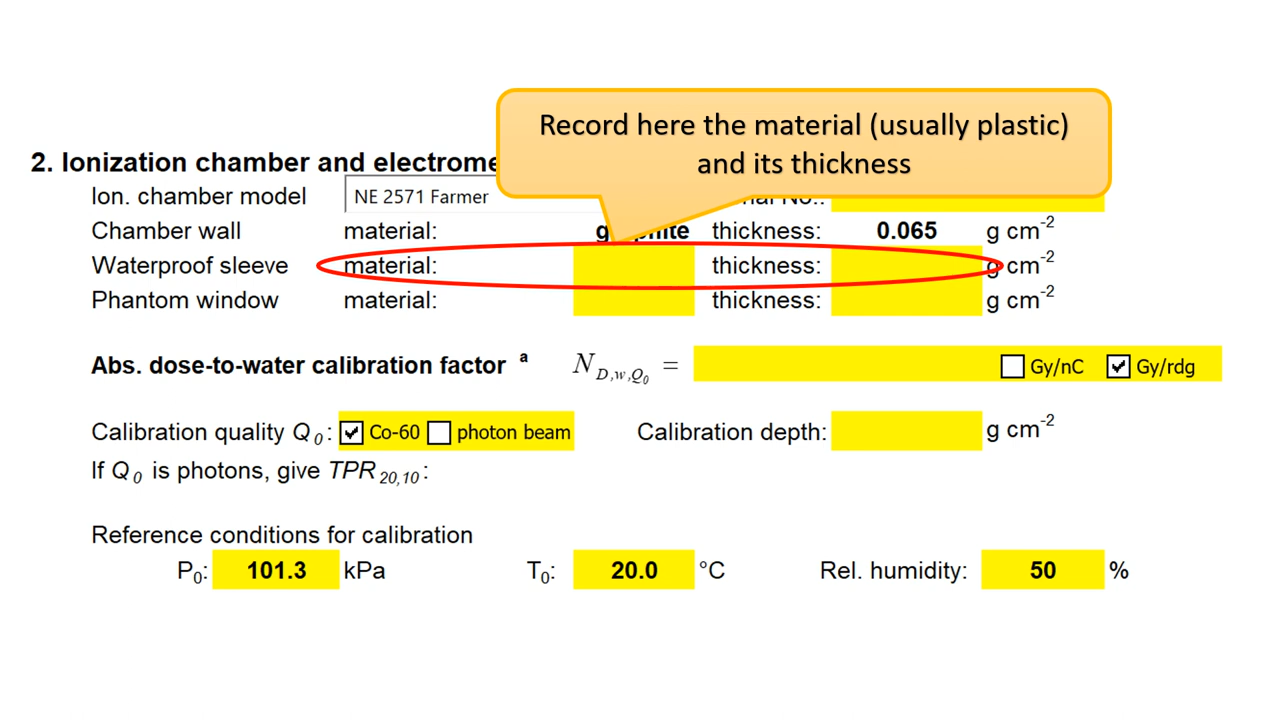 Record here the material (usually plastic)
and its thickness
2. Ionization chamber and electrome
Ion. chamber model NE 2571 Farmer No.:
Chamber wall material: graphite thickness: 0.065 g cm-2
Waterproof sleeve material: thickness: g cm-2
Phantom window material: thickness: g cm-2
Abs. dose-to-water calibration factor a N D,w,Q0 = Gy/nC Gy/rdg
Calibration quality Q0: Co-60 photon beam Calibration depth: g cm-2
If Q0 is photons, give TPR20,10:
Reference conditions for calibration
P0: 101.3 kPa T0: 20.0 °C Rel. humidity: 50 %